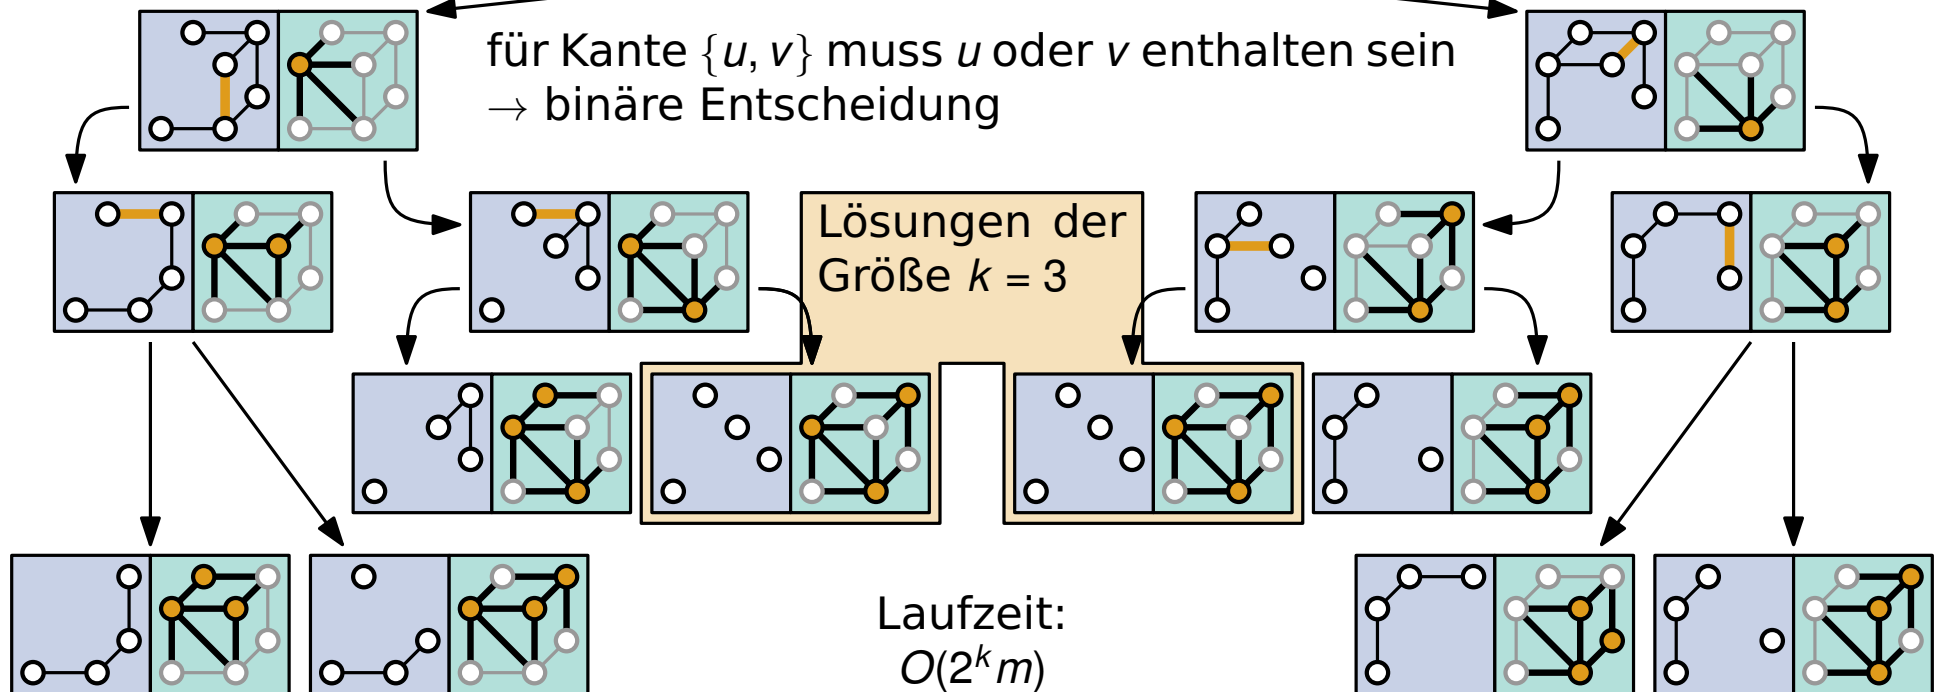 für Kante {u, v} muss u oder v enthalten sein
→ binäre Entscheidung
Lösungen der
Größe k = 3
Laufzeit:
O(2^k m)